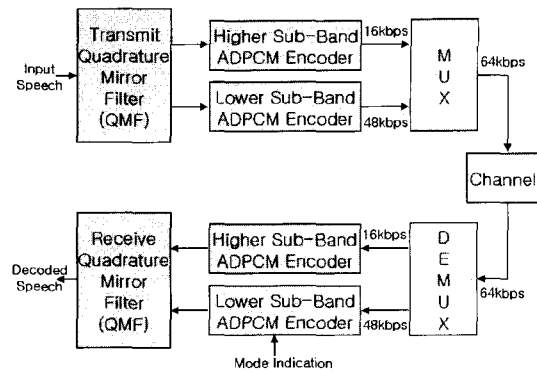 Input
Speech
Transmit
Quadrature
Mirror
Filter
(QMF)
Higher Sub-Band
ADPCM Encoder
16kbps
Lower Sub-Band
ADPCM Encoder
48kbps
M
U
X
64kbps
Channel
Decoded
Speech
Receive
Quadrature
Mirror
Filter
(QMF)
Higher Sub-Band
ADPCM Encoder
16kbps
Lower Sub-Band
ADPCM Encoder
48kbps
D
E
M
U
X
64kbps
Mode Indication